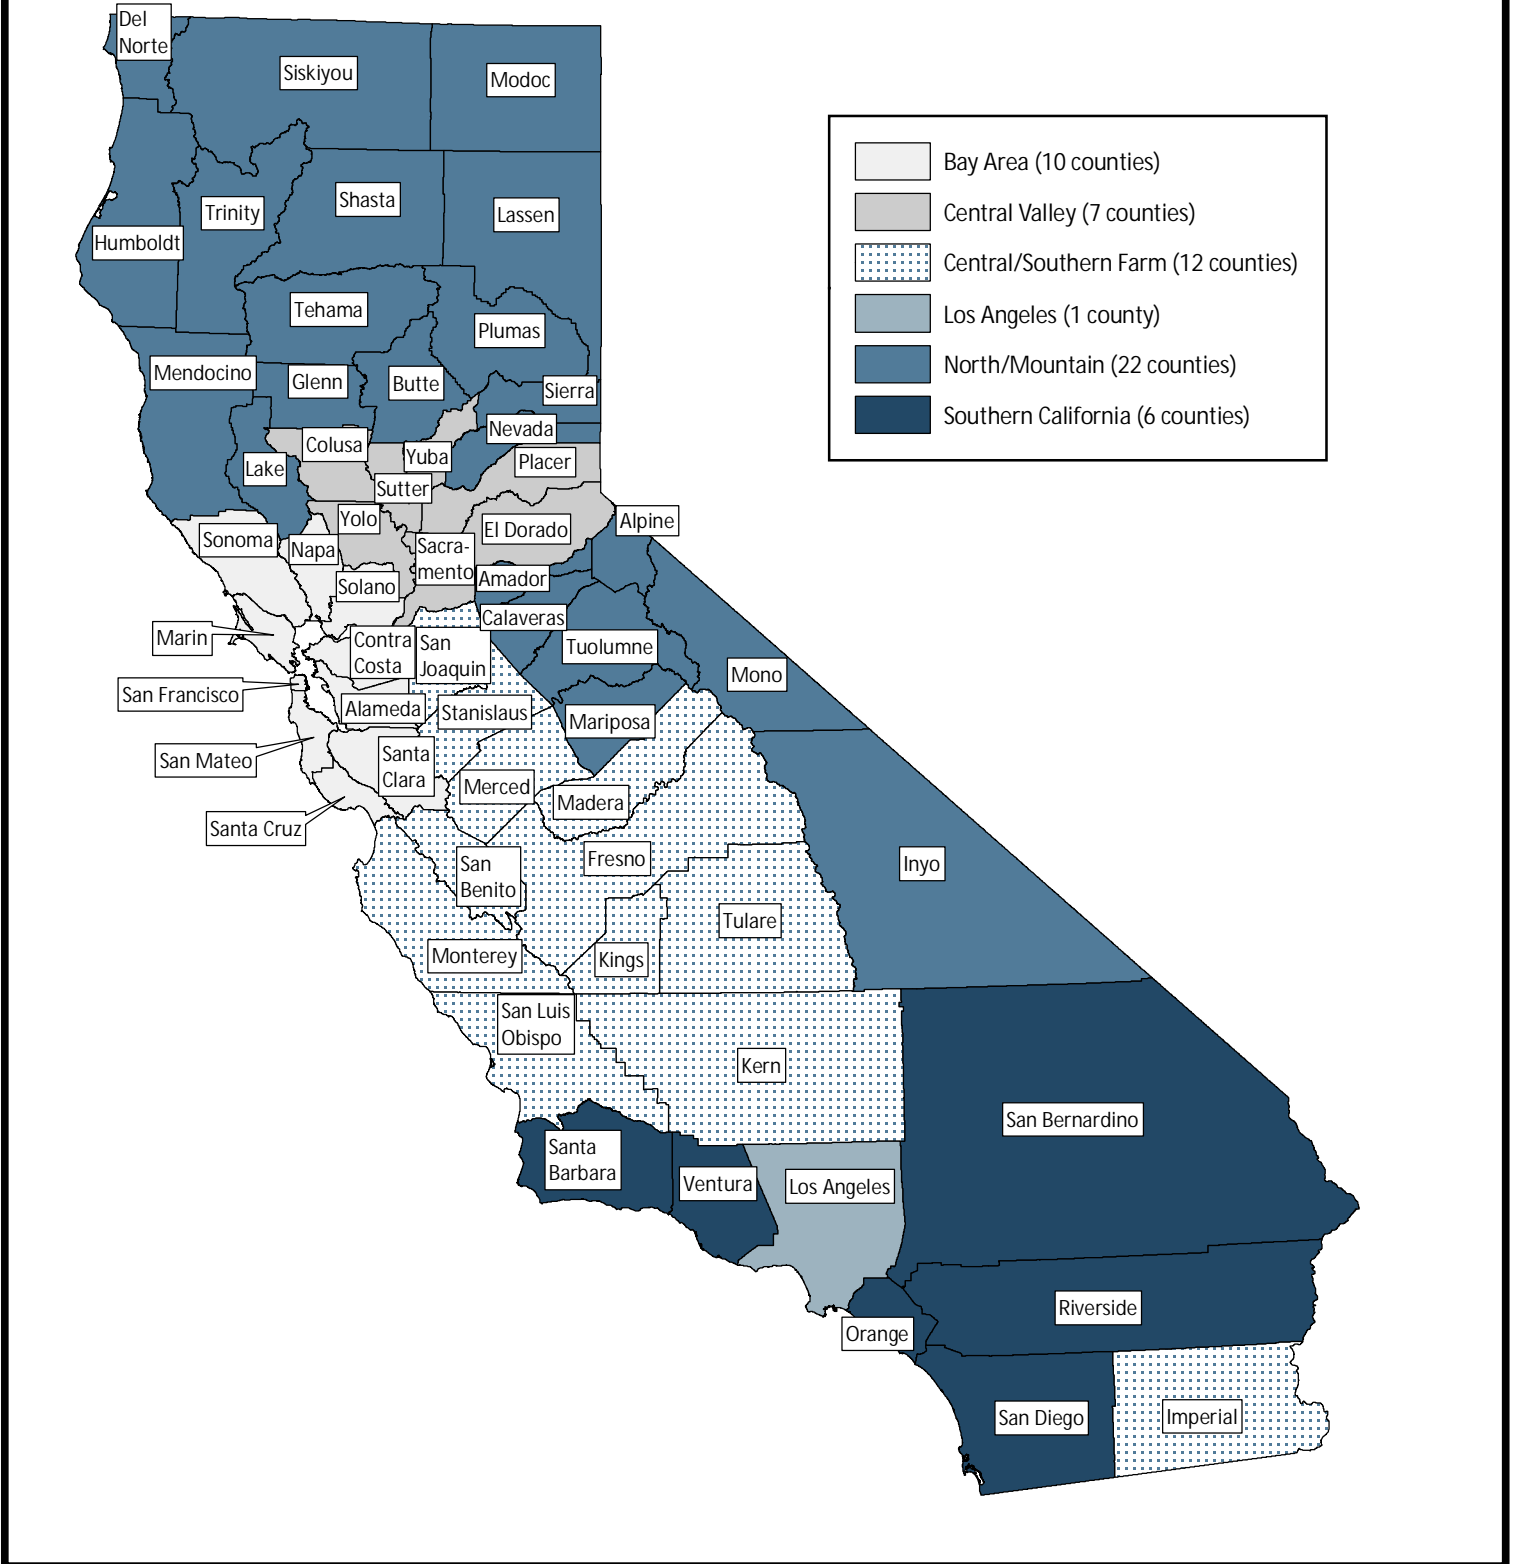 Del
Norte
Siskiyou
Modoc
Bay Area (10 counties)
Central Valley (7 counties)
Central/Southern Farm (12 counties)
Los Angeles (1 county)
North/Mountain (22 counties)
Southern California (6 counties)
Shasta
Trinity
Lassen
Humboldt
Tehama
Plumas
Mendocino
Glenn
Butte
Sierra
Nevada
Colusa
Yuba
Placer
Lake
Sutter
Yolo
Alpine
El Dorado
Sonoma
Napa
Sacra-
mento
Amador
Solano
Calaveras
Marin
Contra
Costa
San
Joaquin
Tuolumne
Mono
San Francisco
Alameda
Stanislaus
Mariposa
San Mateo
Santa
Clara
Merced
Madera
Santa Cruz
Fresno
San
Benito
Inyo
Tulare
Monterey
Kings
San Luis
Obispo
Kern
San Bernardino
Santa
Barbara
Ventura
Los Angeles
Riverside
Orange
San Diego
Imperial